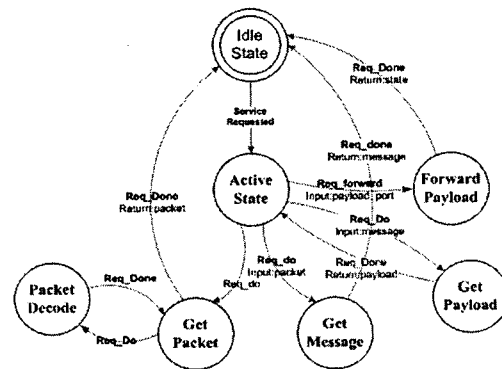 Idle
State
Req_Done
Return:state
Service
Requested
Req_done
Return:message
Active
State
Req_forward
Input:payload_port
Forward
Payload
Req_Done
Return:packet
Req_Do
Input:message
Req_do
Input:packet
Req_Done
Return:payload
Req_do
Packet
Decode
Req_Done
Get
Payload
Req_Do
Get
Packet
Get
Message